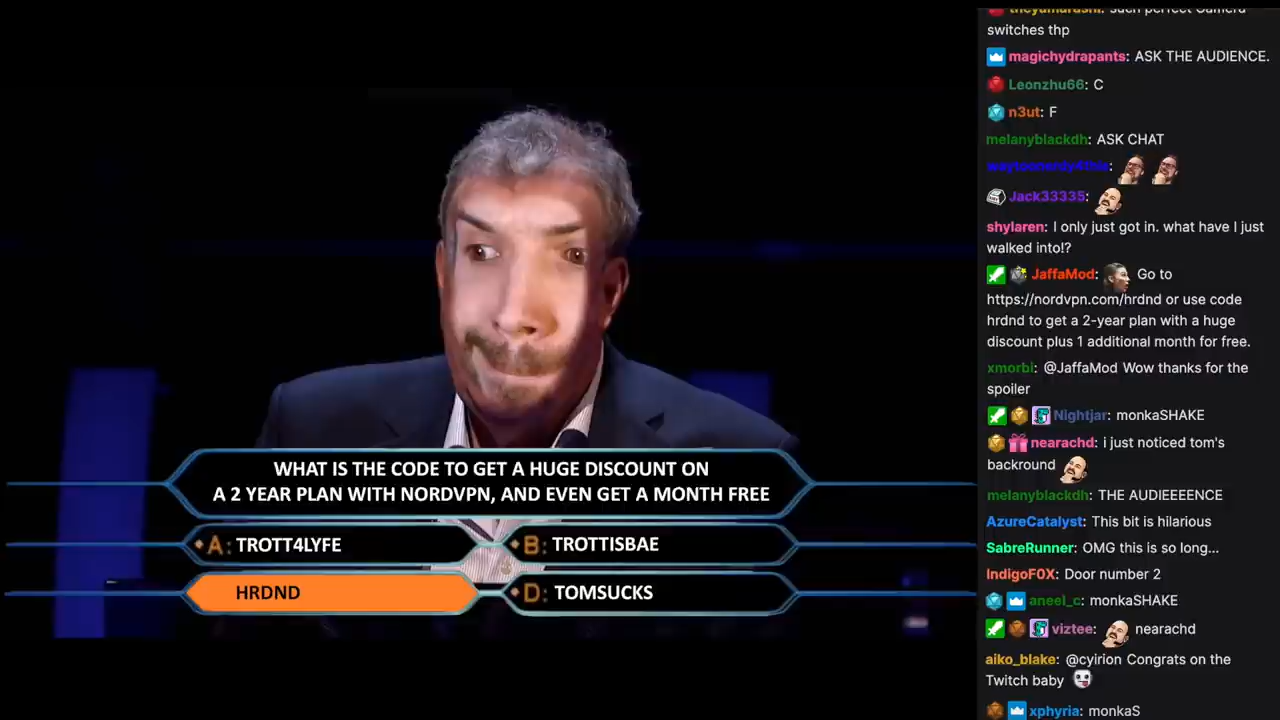 WHAT IS THE CODE TO GET A HUGE DISCOUNT ON
A 2 YEAR PLAN WITH NORDVPN, AND EVEN GET A MONTH FREE
A: TROTT4LYFE
B: TROTTISBAE
HRDND
D: TOMSUCKS
switches thp
magichydrapants: ASK THE AUDIENCE.
Leonzhu66: C
n3ut: F
melanyblackdh: ASK CHAT
waytoonerdy4this:
Jack33335:
shylaren: I only just got in. what have I just
walked into!?
JaffaMod: Go to
https://nordvpn.com/hrdnd or use code
hrdnd to get a 2-year plan with a huge
discount plus 1 additional month for free.
xmorbi: @JaffaMod Wow thanks for the
spoiler
Nightjar: monkaSHAKE
nearachd: i just noticed tom's
backround
melanyblackdh: THE AUDIEEEENCE
AzureCatalyst: This bit is hilarious
SabreRunner: OMG this is so long...
IndigoF0X: Door number 2
aneel_c: monkaSHAKE
viztee: nearachd
aiko_blake: @cyirion Congrats on the
Twitch baby
xphyria: monkaS